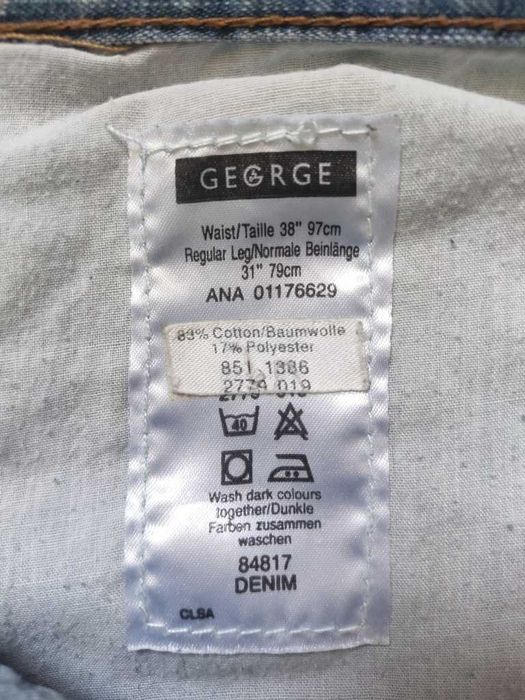 GEORGE
Waist/Taille 38" 97cm
Regular Leg/Normale Beinlänge
31" 79cm
ANA 01176629
83% Cotton/Baumwolle
17% Polyester
851 1386
2779 019
40
Wash dark colours
together/Dunkle
Farben zusammen
waschen
84817
DENIM
CLSA